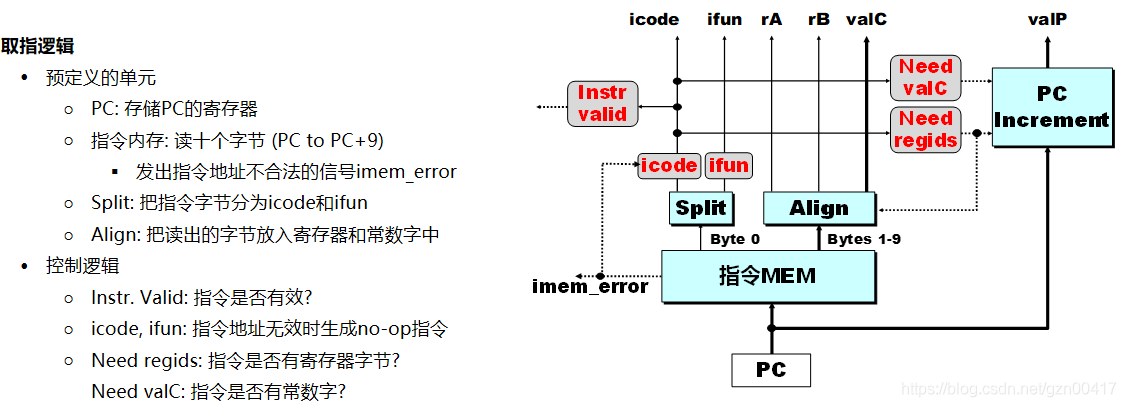 取指逻辑
• 预定义的单元
○ PC: 存储PC的寄存器
○ 指令内存: 读十个字节 (PC to PC+9)
▪ 发出指令地址不合法的信号imem_error
○ Split: 把指令字节分为icode和ifun
○ Align: 把读出的字节放入寄存器和常数字中
• 控制逻辑
○ Instr. Valid: 指令是否有效?
○ icode, ifun: 指令地址无效时生成no-op指令
○ Need regids: 指令是否有寄存器字节?
Need valC: 指令是否有常数字?
icode ifun rA rB valC valP
Need
valC
Instr
valid
PC
Increment
Need
regids
icode ifun
Split Align
Byte 0 Bytes 1-9
指令MEM
imem_error
PC
https://blog.csdn.net/gzn00417